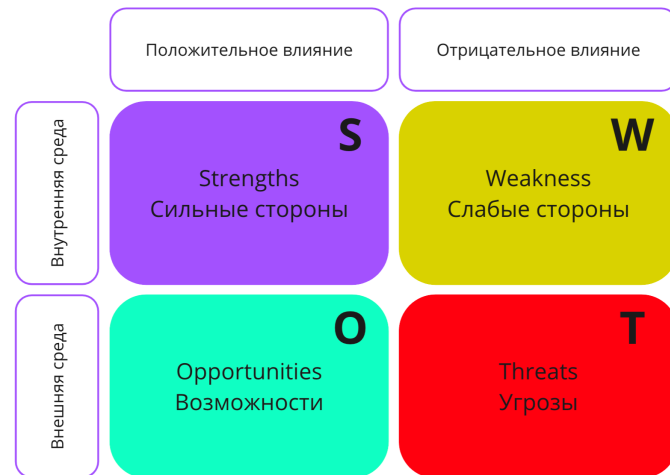 Положительное влияние
Отрицательное влияние
Внутренняя среда
S
Strengths
Сильные стороны
W
Weakness
Слабые стороны
Внешняя среда
O
Opportunities
Возможности
T
Threats
Угрозы